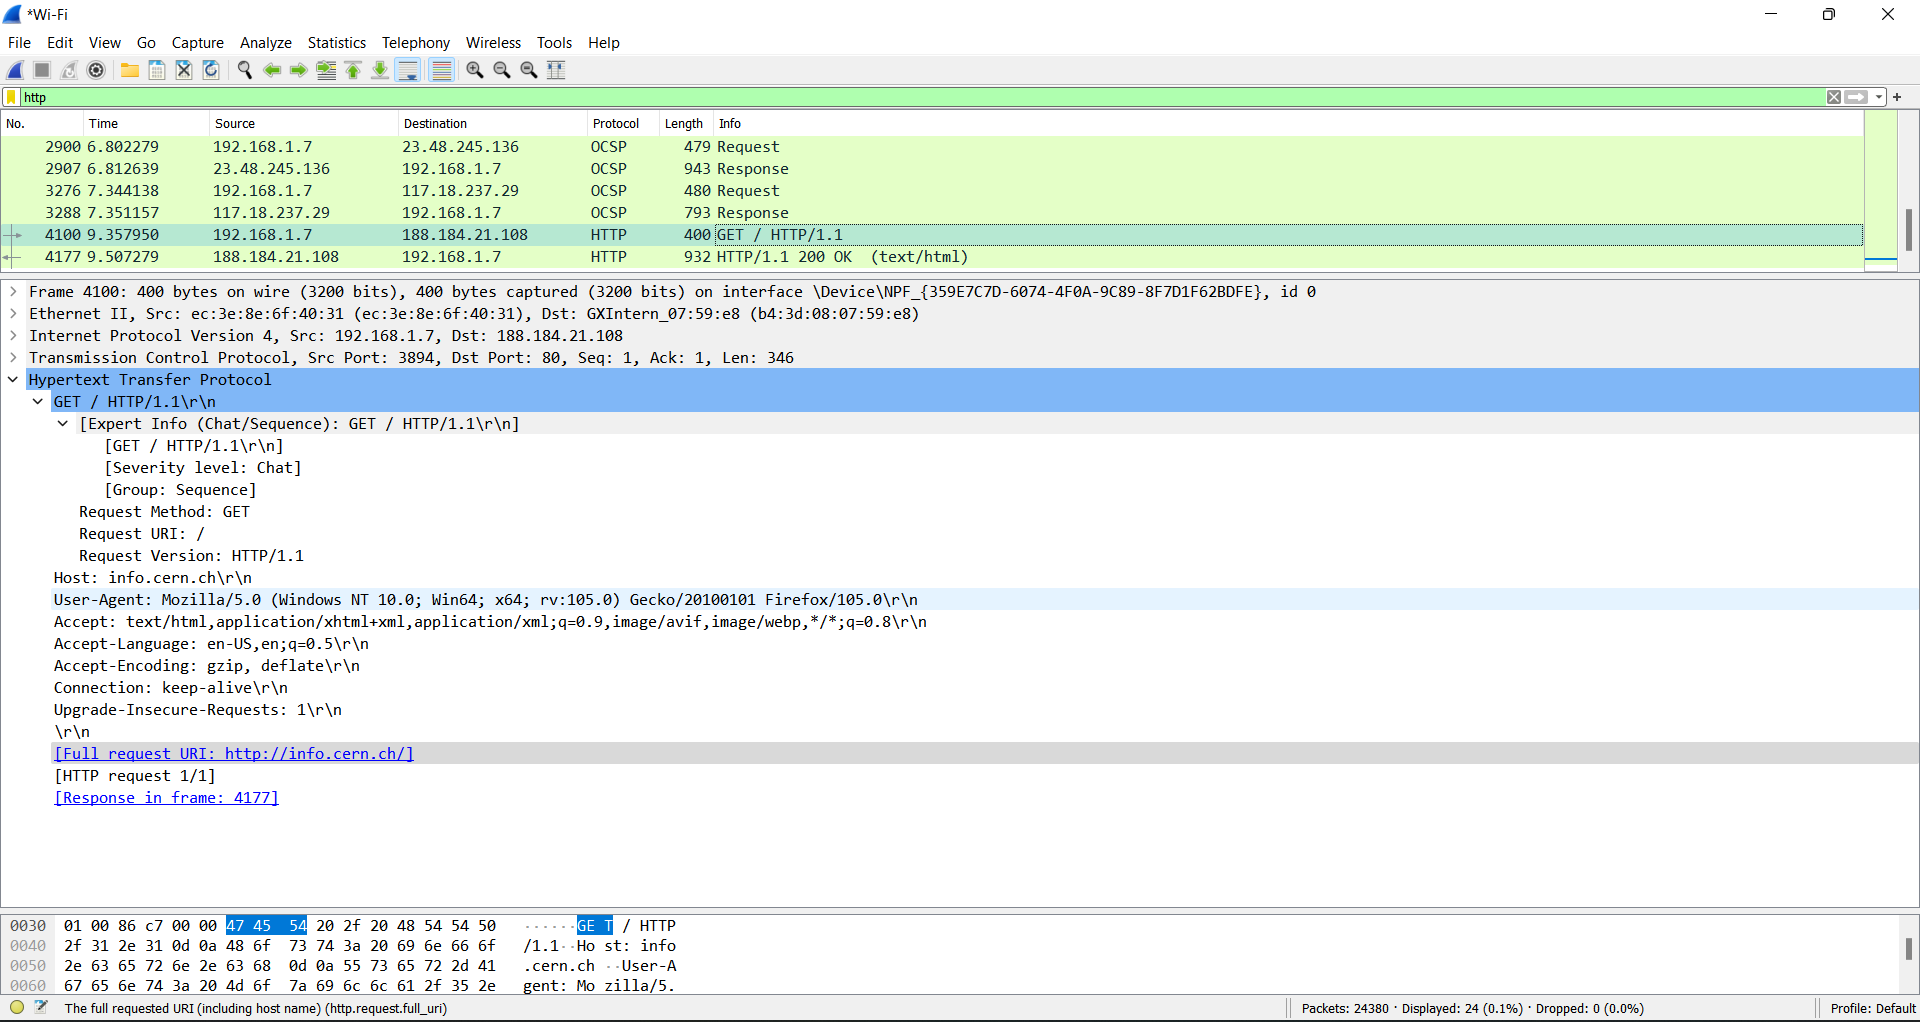 *Wi-Fi
File Edit View Go Capture Analyze Statistics Telephony Wireless Tools Help
http
No. Time Source Destination Protocol Length Info
2900 6.802279 192.168.1.7 23.48.245.136 OCSP 479 Request
2907 6.812639 23.48.245.136 192.168.1.7 OCSP 943 Response
3276 7.344138 192.168.1.7 117.18.237.29 OCSP 480 Request
3288 7.351157 117.18.237.29 192.168.1.7 OCSP 793 Response
4100 9.357950 192.168.1.7 188.184.21.108 HTTP 400 GET / HTTP/1.1
4177 9.507279 188.184.21.108 192.168.1.7 HTTP 932 HTTP/1.1 200 OK (text/html)
Frame 4100: 400 bytes on wire (3200 bits), 400 bytes captured (3200 bits) on interface \Device\NPF_{359E7C7D-6074-4F0A-9C89-8F7D1F62BDFE}, id 0
Ethernet II, Src: ec:3e:8e:6f:40:31 (ec:3e:8e:6f:40:31), Dst: GXIntern_07:59:e8 (b4:3d:08:07:59:e8)
Internet Protocol Version 4, Src: 192.168.1.7, Dst: 188.184.21.108
Transmission Control Protocol, Src Port: 3894, Dst Port: 80, Seq: 1, Ack: 1, Len: 346
Hypertext Transfer Protocol
GET / HTTP/1.1\r\n
[Expert Info (Chat/Sequence): GET / HTTP/1.1\r\n]
[GET / HTTP/1.1\r\n]
[Severity level: Chat]
[Group: Sequence]
Request Method: GET
Request URI: /
Request Version: HTTP/1.1
Host: info.cern.ch\r\n
User-Agent: Mozilla/5.0 (Windows NT 10.0; Win64; x64; rv:105.0) Gecko/20100101 Firefox/105.0\r\n
Accept: text/html,application/xhtml+xml,application/xml;q=0.9,image/avif,image/webp,*/*;q=0.8\r\n
Accept-Language: en-US,en;q=0.5\r\n
Accept-Encoding: gzip, deflate\r\n
Connection: keep-alive\r\n
Upgrade-Insecure-Requests: 1\r\n
\r\n
[Full request URI: http://info.cern.ch/]
[HTTP request 1/1]
[Response in frame: 4177]
0030 01 00 86 c7 00 00 47 45 54 20 2f 20 48 54 54 50 ······GE T / HTTP
0040 2f 31 2e 31 0d 0a 48 6f 73 74 3a 20 69 6e 66 6f /1.1··Ho st: info
0050 2e 63 65 72 6e 2e 63 68 0d 0a 55 73 65 72 2d 41 .cern.ch ··User-A
0060 67 65 6e 74 3a 20 4d 6f 7a 69 6c 6c 61 2f 35 2e gent: Mo zilla/5.
The full requested URI (including host name) (http.request.full_uri) Packets: 24380 · Displayed: 24 (0.1%) · Dropped: 0 (0.0%) Profile: Default